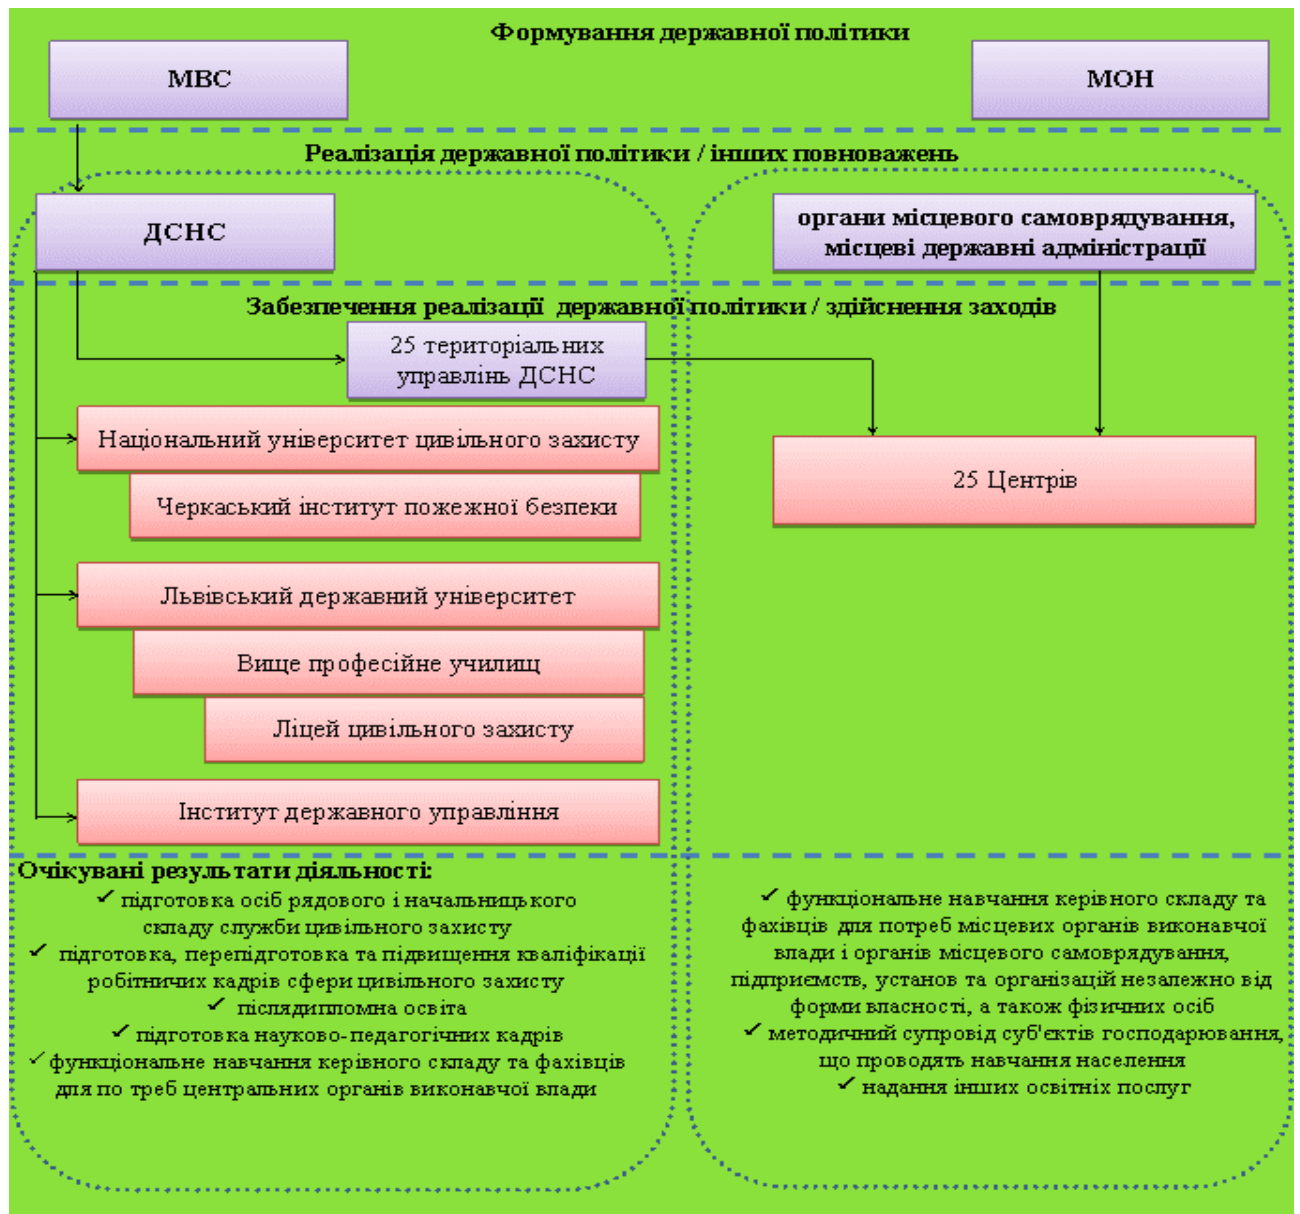 Формування державної політики
МВС
МОН
Реалізація державної політики / інших повноважень
ДСНС
органи місцевого самоврядування,
місцеві державні адміністрації
Забезпечення реалізації державної політики / здійснення заходів
25 територіальних
управлінь ДСНС
Національний університет цивільного захисту
Черкаський інститут пожежної безпеки
25 Центрів
Львівський державний університет
Вище професійне училищ
Ліцей цивільного захисту
Інститут державного управління
Очікувані результати діяльності:
✓ підготовка осіб рядового і начальницького
складу служби цивільного захисту
✓ підготовка, перепідготовка та підвищення кваліфікації
робітничих кадрів сфери цивільного захисту
✓ післядипломна освіта
✓ підготовка науково-педагогічних кадрів
✓ функціональне навчання керівного складу та фахівців
для по треб центральних органів виконавчої влади
✓ функціональне навчання керівного складу та
фахівців для потреб місцевих органів виконавчої
влади і органів місцевого самоврядування,
підприємств, установ та організацій незалежно від
форми власності, а також фізичних осіб
✓ методичний супровід суб'єктів господарювання,
що проводять навчання населення
✓ надання інших освітніх послуг